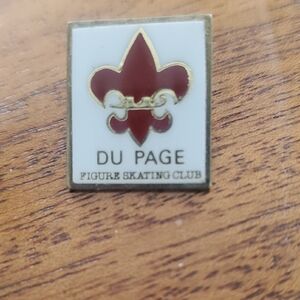 DU PAGE
FIGURE SKATING CLUB